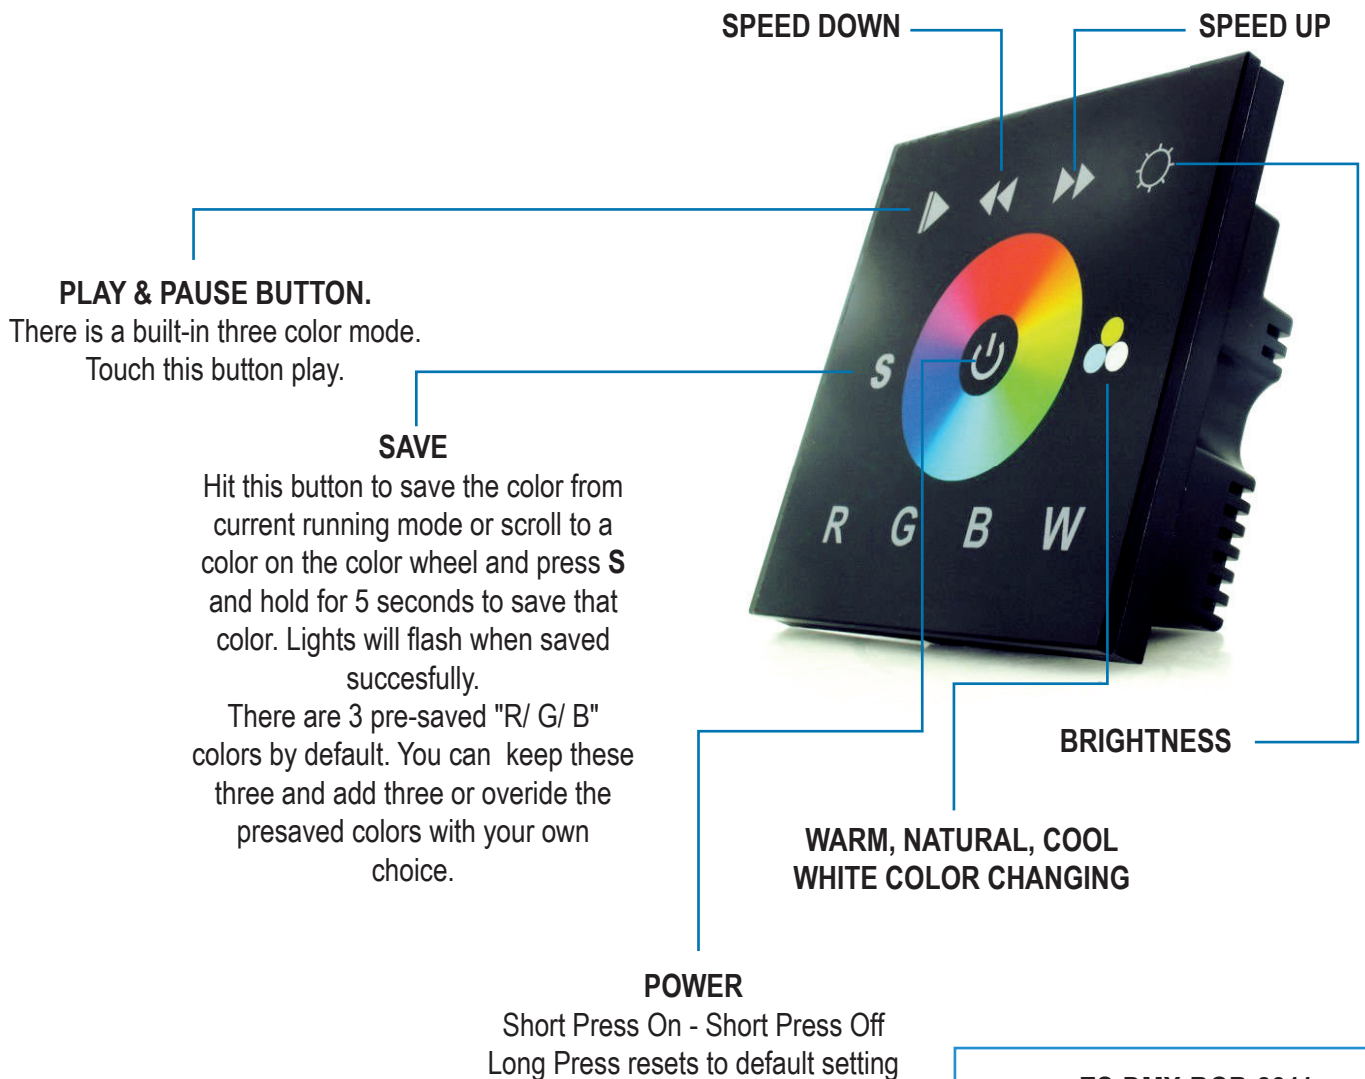 SPEED DOWN
SPEED UP
PLAY & PAUSE BUTTON.
There is a built-in three color mode.
Touch this button play.
S
SAVE
Hit this button to save the color from
current running mode or scroll to a
color on the color wheel and press S
and hold for 5 seconds to save that
color. Lights will flash when saved
succesfully.
There are 3 pre-saved "R/ G/ B"
colors by default. You can keep these
three and add three or overide the
presaved colors with your own
choice.
R G B W
BRIGHTNESS
WARM, NATURAL, COOL
WHITE COLOR CHANGING
POWER
Short Press On - Short Press Off
Long Press resets to default setting